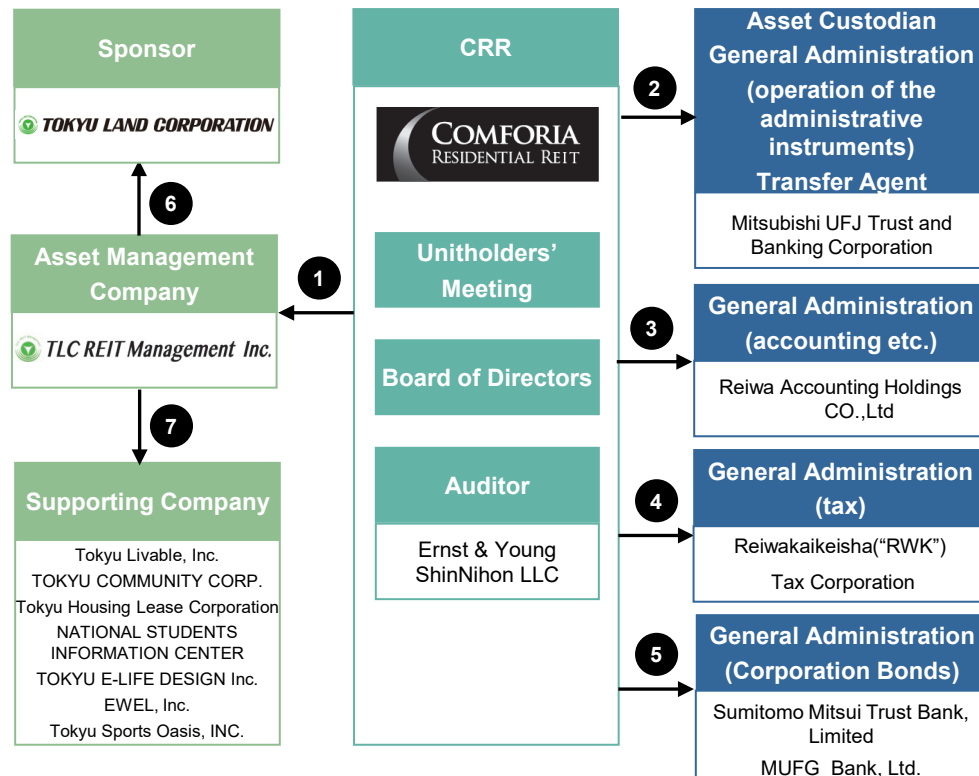 Sponsor
TOKYU LAND CORPORATION
6
Asset Management
Company
TLC REIT Management Inc.
7
Supporting Company
Tokyu Livable, Inc.
TOKYU COMMUNITY CORP.
Tokyu Housing Lease Corporation
NATIONAL STUDENTS
INFORMATION CENTER
TOKYU E-LIFE DESIGN Inc.
EWEL, Inc.
Tokyu Sports Oasis, INC.
1
CRR
COMFORIA
RESIDENTIAL REIT
Unitholders'
Meeting
Board of Directors
Auditor
Ernst & Young
ShinNihon LLC
2
Asset Custodian
General Administration
(operation of the
administrative
instruments)
Transfer Agent
Mitsubishi UFJ Trust and
Banking Corporation
3
General Administration
(accounting etc.)
Reiwa Accounting Holdings
CO.,Ltd
4
General Administration
(tax)
Reiwakaikeisha("RWK")
Tax Corporation
5
General Administration
(Corporation Bonds)
Sumitomo Mitsui Trust Bank,
Limited
MUFG Bank, Ltd.